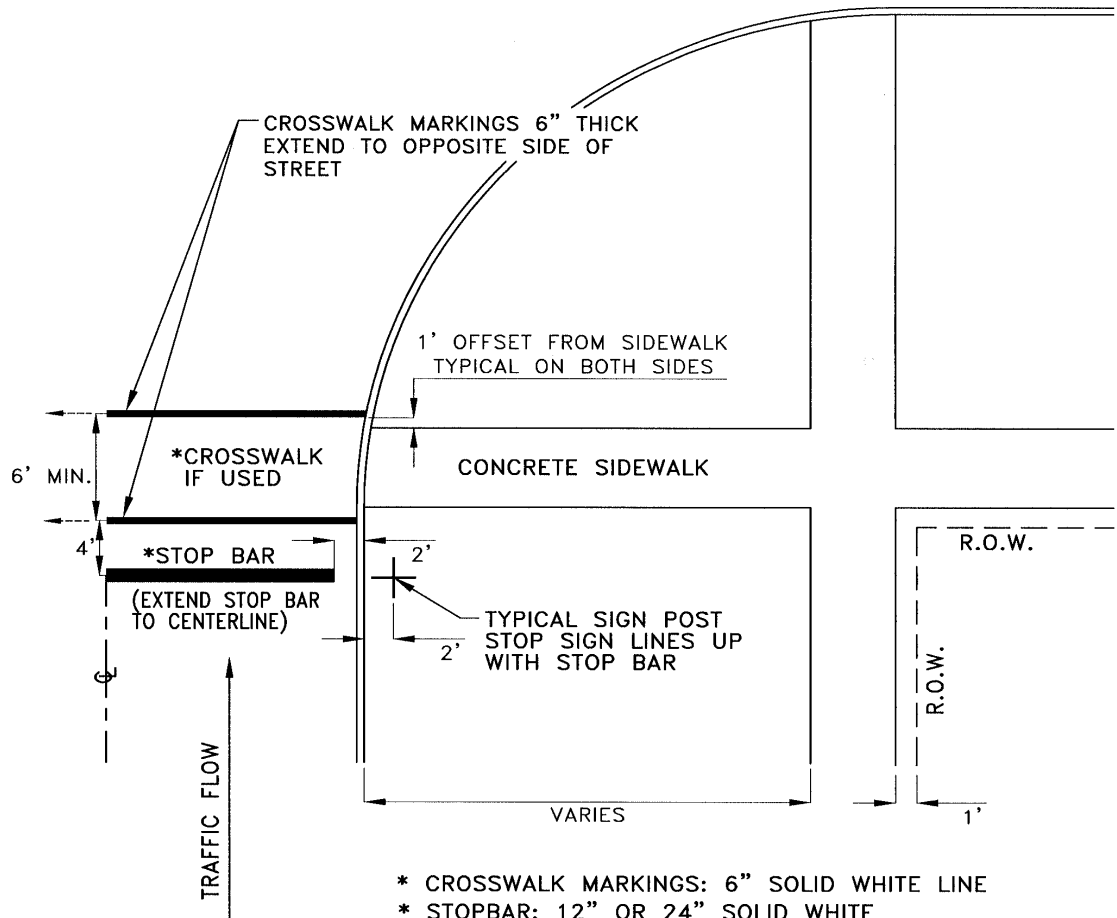 CROSSWALK MARKINGS 6” THICK
EXTEND TO OPPOSITE SIDE OF
STREET
1’ OFFSET FROM SIDEWALK
TYPICAL ON BOTH SIDES
6’ MIN.
*CROSSWALK
IF USED
CONCRETE SIDEWALK
4’
*STOP BAR
2’
R.O.W.
(EXTEND STOP BAR
TO CENTERLINE)
TYPICAL SIGN POST
STOP SIGN LINES UP
WITH STOP BAR
2’
R.O.W.
CL
TRAFFIC FLOW
VARIES
1’
* CROSSWALK MARKINGS: 6” SOLID WHITE LINE
* STOPBAR: 12” OR 24” SOLID WHITE